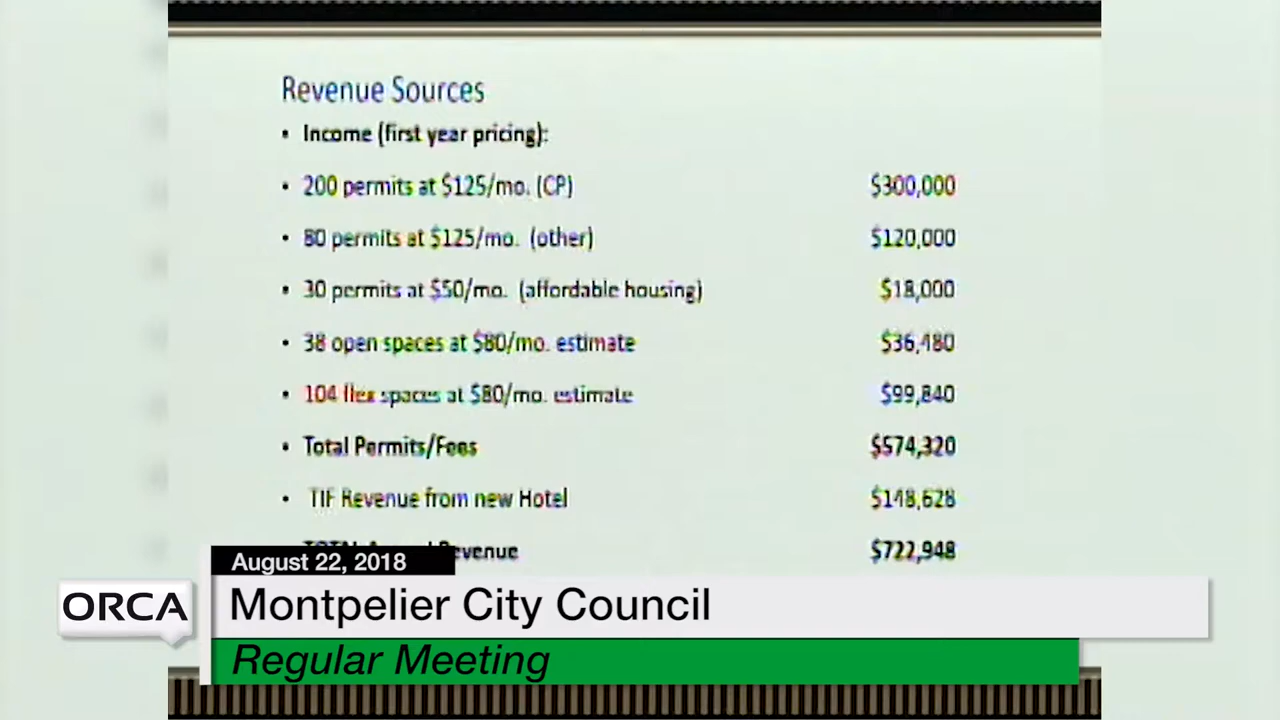 Revenue Sources
• Income (first year pricing):
• 200 permits at $125/mo. (CP) $300,000
• 80 permits at $125/mo. (other) $120,000
• 30 permits at $50/mo. (affordable housing) $18,000
• 38 open spaces at $80/mo. estimate $36,480
• 104 flex spaces at $80/mo. estimate $99,840
• Total Permits/Fees $574,320
• TIF Revenue from new Hotel $148,628
Revenue $722,948
August 22, 2018
ORCA
Montpelier City Council
Regular Meeting